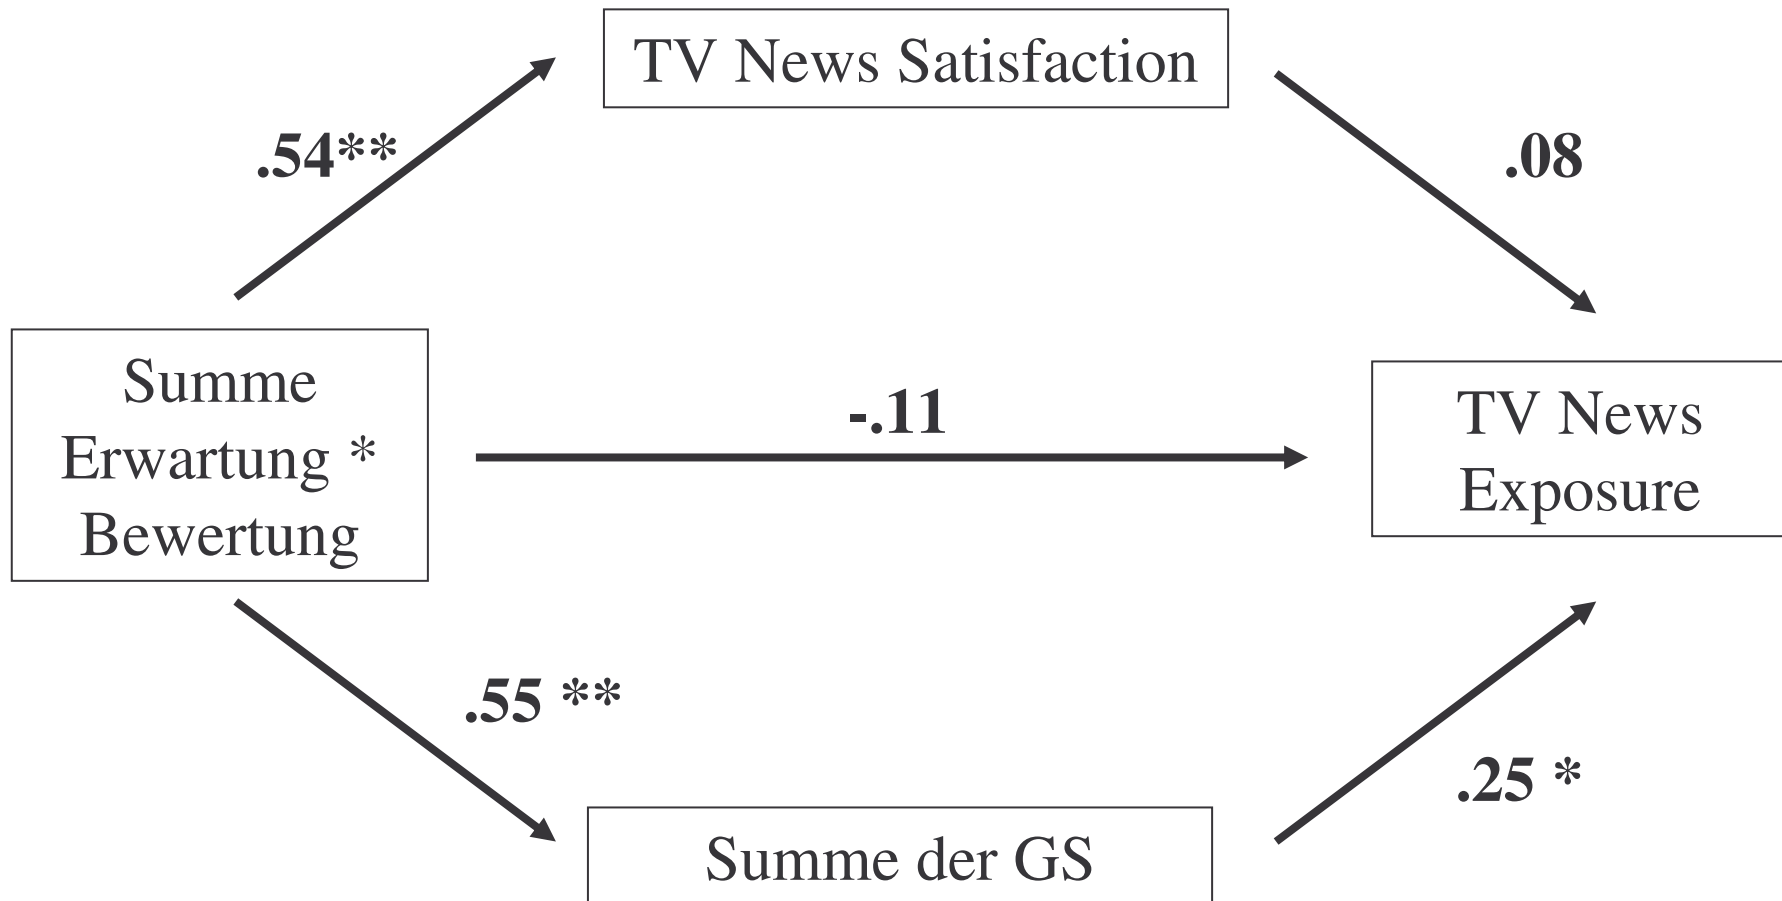 TV News Satisfaction
.54**
.08
Summe
Erwartung *
Bewertung
-.11
TV News
Exposure
.55 **
.25 *
Summe der GS